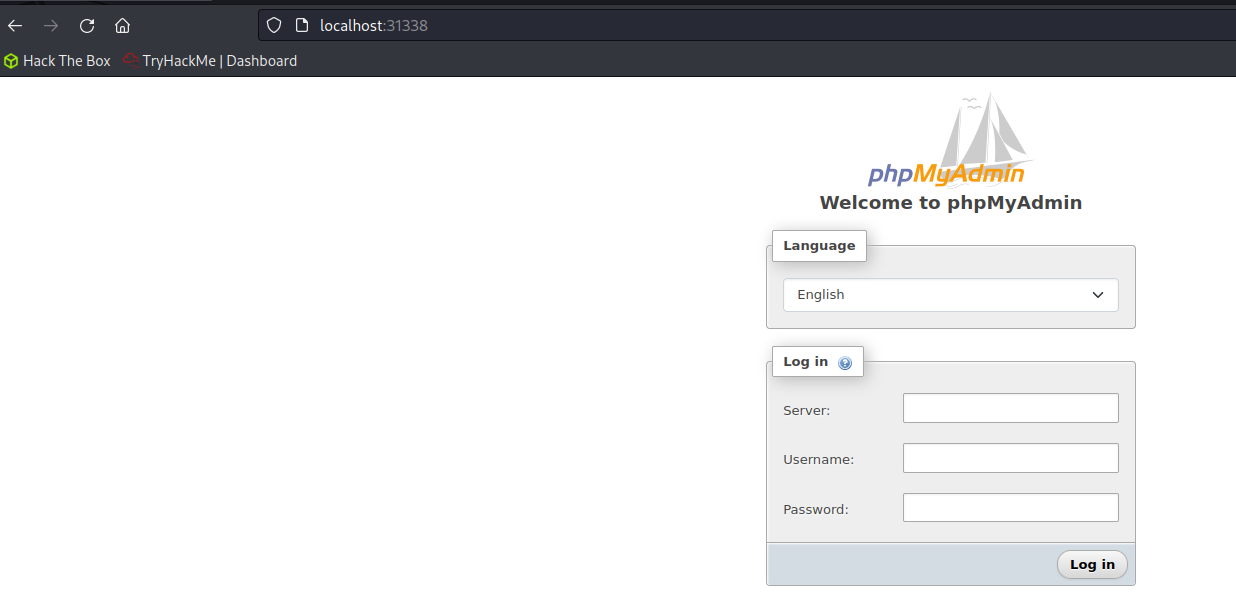 localhost:31338
Hack The Box TryHackMe | Dashboard
phpMyAdmin
Welcome to phpMyAdmin
Language
English
Log in
Server:
Username:
Password:
Log in